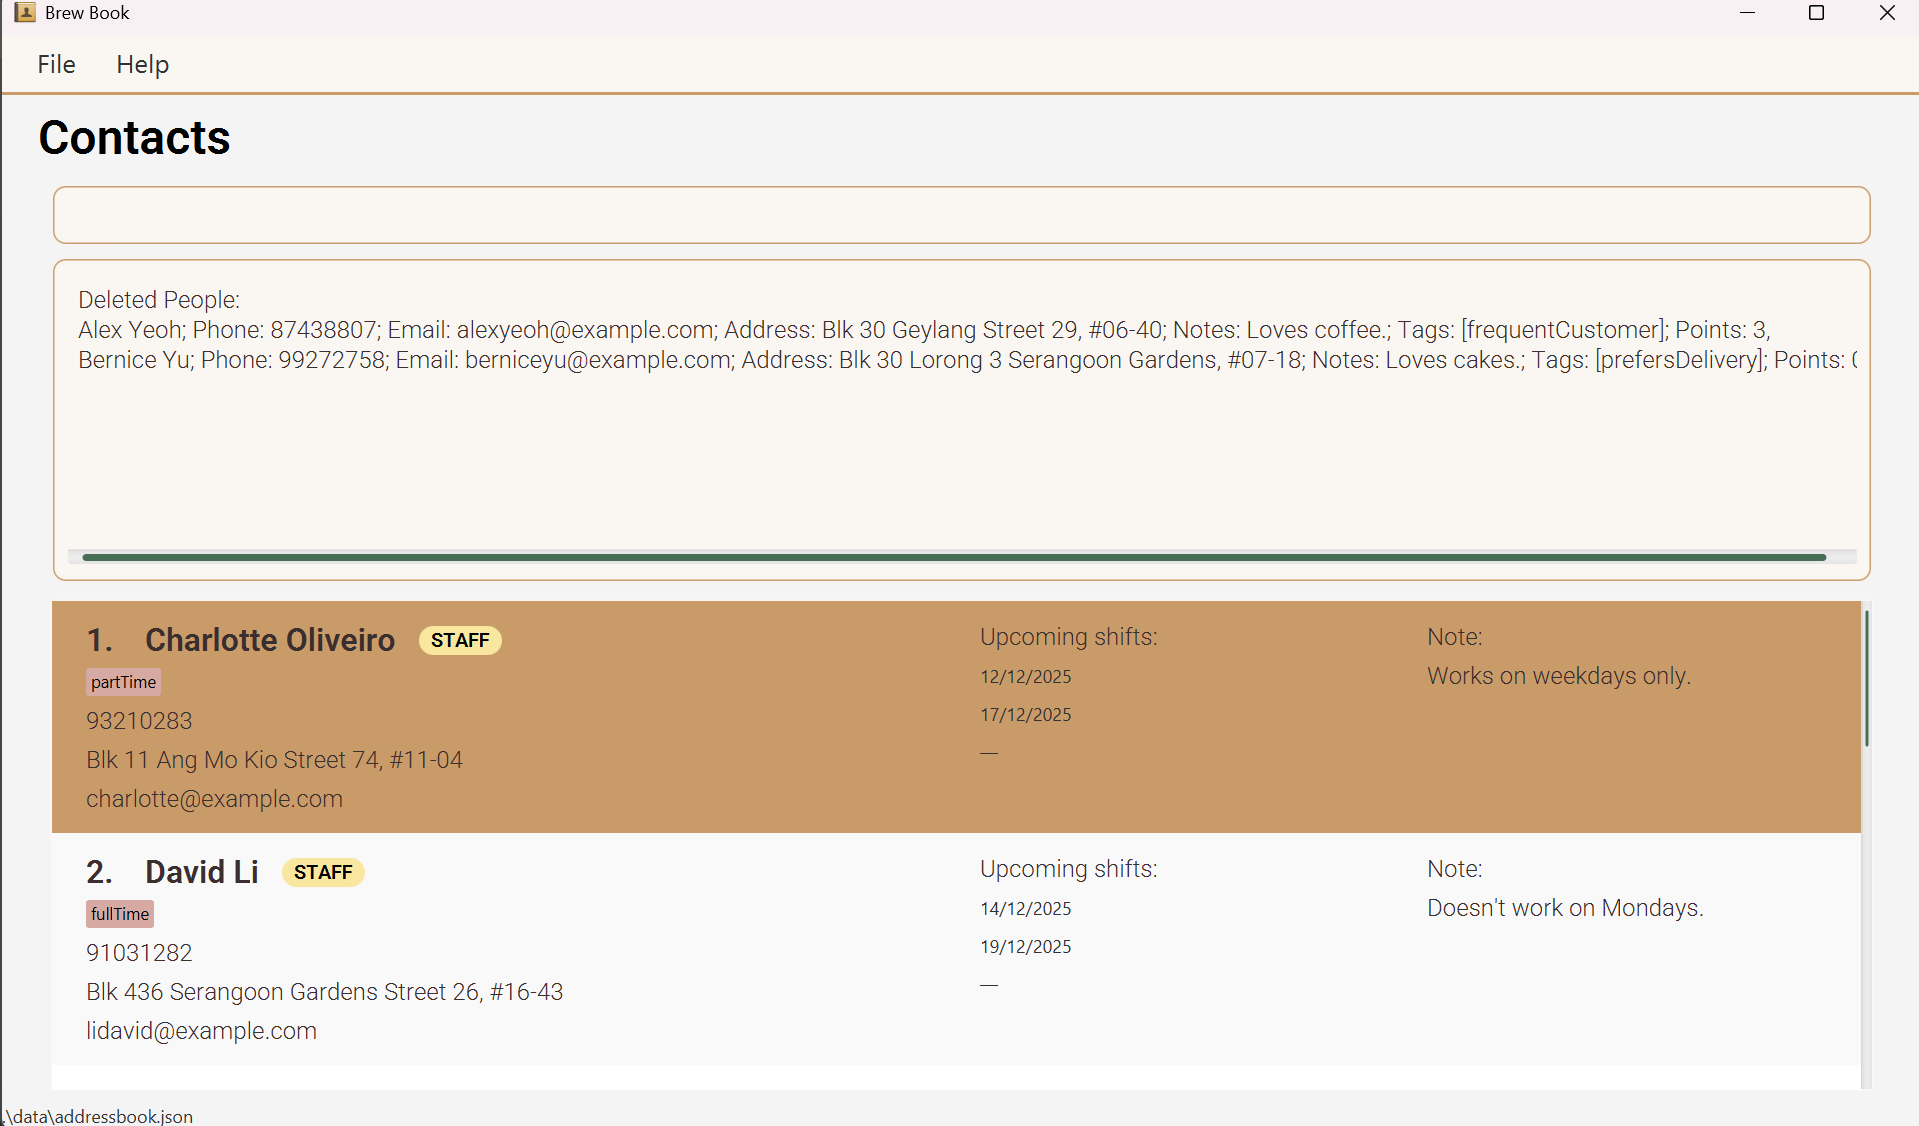 Brew Book
File Help
Contacts
Deleted People:
Alex Yeoh; Phone: 87438807; Email: alexyeoh@example.com; Address: Blk 30 Geylang Street 29, #06-40; Notes: Loves coffee.; Tags: [frequentCustomer]; Points: 3,
Bernice Yu; Phone: 99272758; Email: berniceyu@example.com; Address: Blk 30 Lorong 3 Serangoon Gardens, #07-18; Notes: Loves cakes.; Tags: [prefersDelivery]; Points:
1. Charlotte Oliveiro STAFF
partTime
93210283
Blk 11 Ang Mo Kio Street 74, #11-04
charlotte@example.com
Upcoming shifts:
12/12/2025
17/12/2025
—
Note:
Works on weekdays only.
2. David Li STAFF
fullTime
91031282
Blk 436 Serangoon Gardens Street 26, #16-43
lidavid@example.com
Upcoming shifts:
14/12/2025
19/12/2025
—
Note:
Doesn't work on Mondays.
.\data\addressbook.json